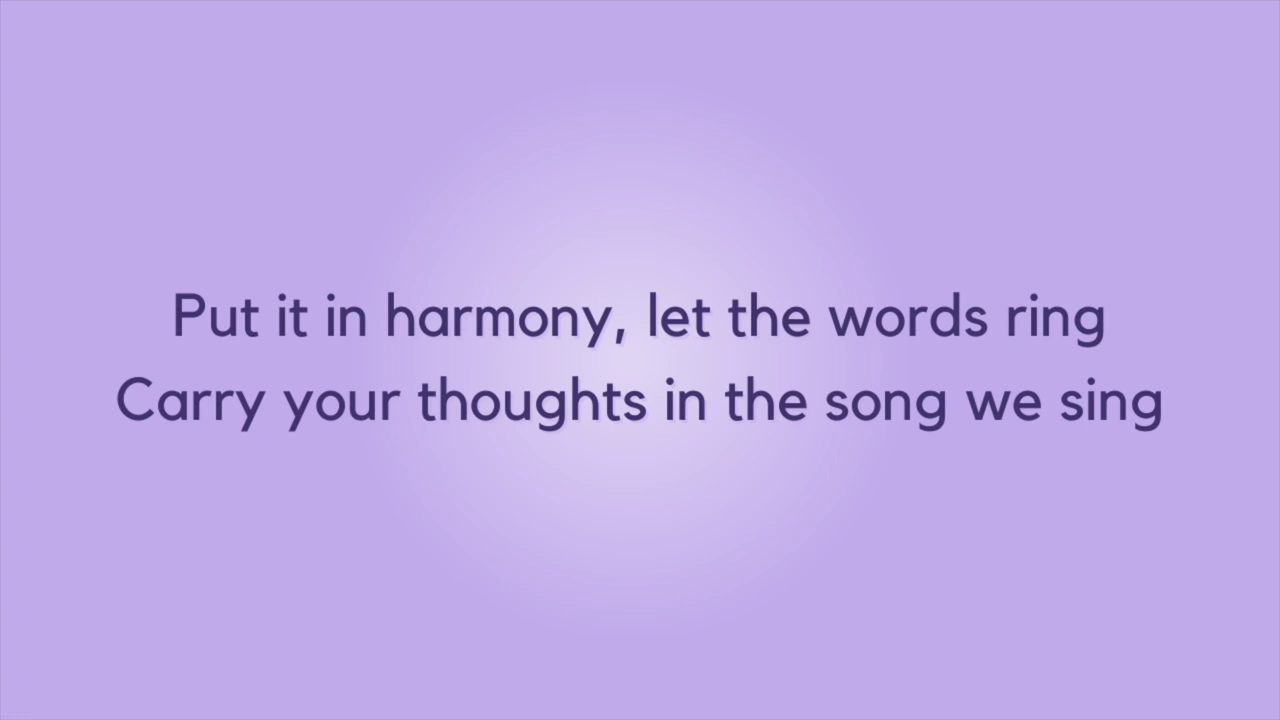 Put it in harmony, let the words ring
Carry your thoughts in the song we sing